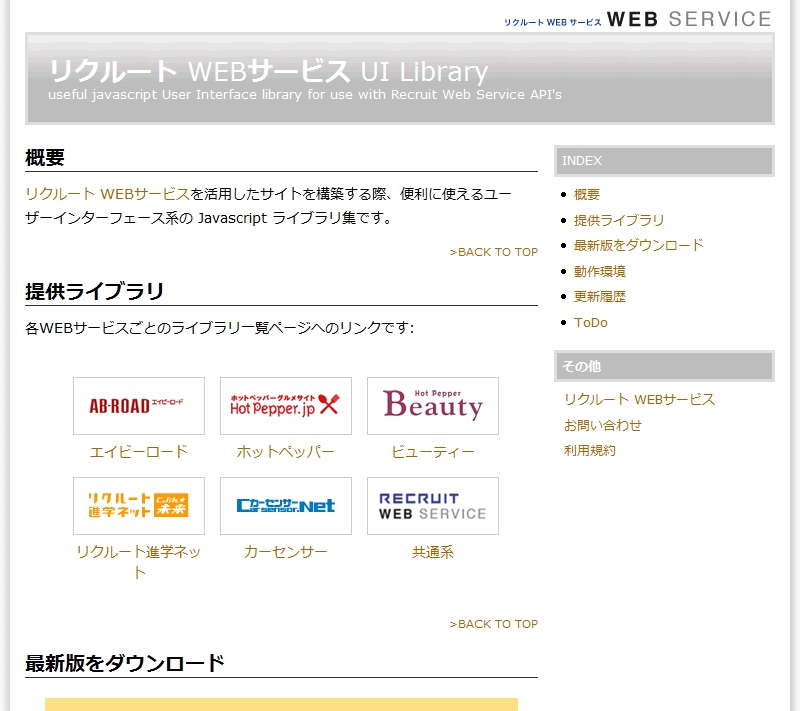 リクルート WEB サービス WEB SERVICE
リクルート WEBサービス UI Library
useful javascript User Interface library for use with Recruit Web Service API's
概要
リクルート WEBサービスを活用したサイトを構築する際、便利に使えるユー
ザーインターフェース系の Javascript ライブラリ集です。
>BACK TO TOP
提供ライブラリ
各WEBサービスごとのライブラリ一覧ページへのリンクです:
AB-ROAD エイビーロード
ホットペッパーグルメサイト
Hot Pepper.jp
Hot Pepper
Beauty
エイビーロード
ホットペッパー
ビューティー
リクルート
進学ネット
じぶん
未来
カーセンサー.Net
Car sensor
RECRUIT
WEB SERVICE
リクルート進学ネッ
ト
カーセンサー
共通系
>BACK TO TOP
最新版をダウンロード
INDEX
概要
提供ライブラリ
最新版をダウンロード
動作環境
更新履歴
ToDo
その他
リクルート WEBサービス
お問い合わせ
利用規約